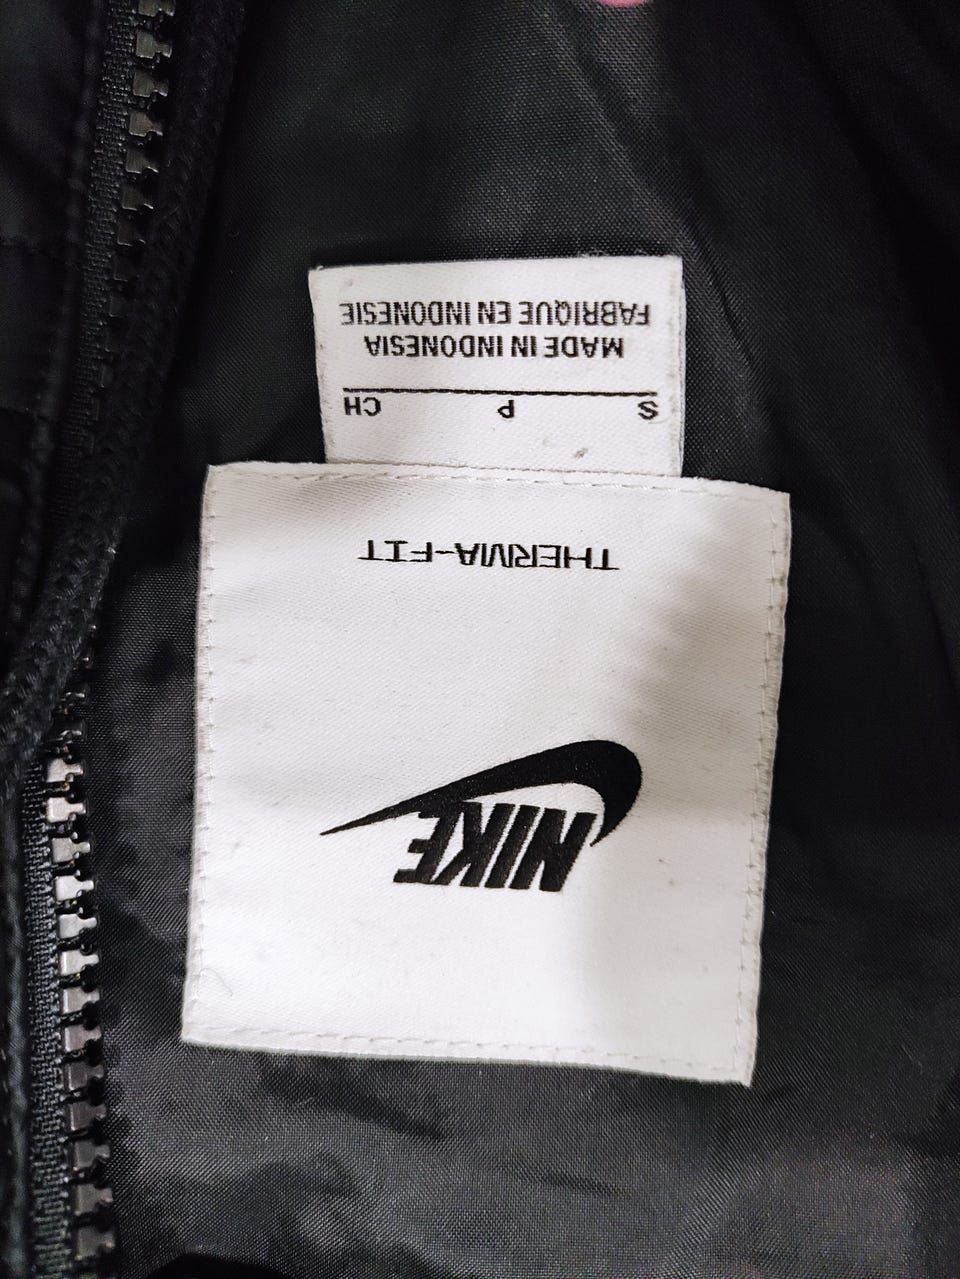 NIKE
THERMA-FIT
S P CH
MADE IN INDONESIA
FABRIQUE EN INDONESIE